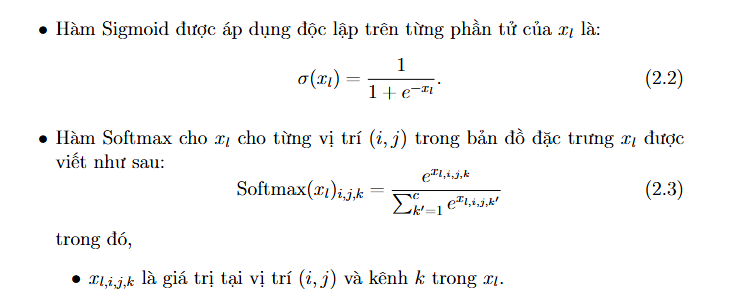 • Hàm Sigmoid được áp dụng độc lập trên từng phần tử của $x_l$ là:
$\sigma(x_l) = \frac{1}{1 + e^{-x_l}}.$ (2.2)
• Hàm Softmax cho $x_l$ cho từng vị trí $(i, j)$ trong bản đồ đặc trưng $x_l$ được
viết như sau:
$\text{Softmax}(x_l)_{i,j,k} = \frac{e^{x_{l,i,j,k}}}{\sum_{k'=1}^{c} e^{x_{l,i,j,k'}}}$ (2.3)
trong đó,
• $x_{l,i,j,k}$ là giá trị tại vị trí $(i, j)$ và kênh $k$ trong $x_l$.